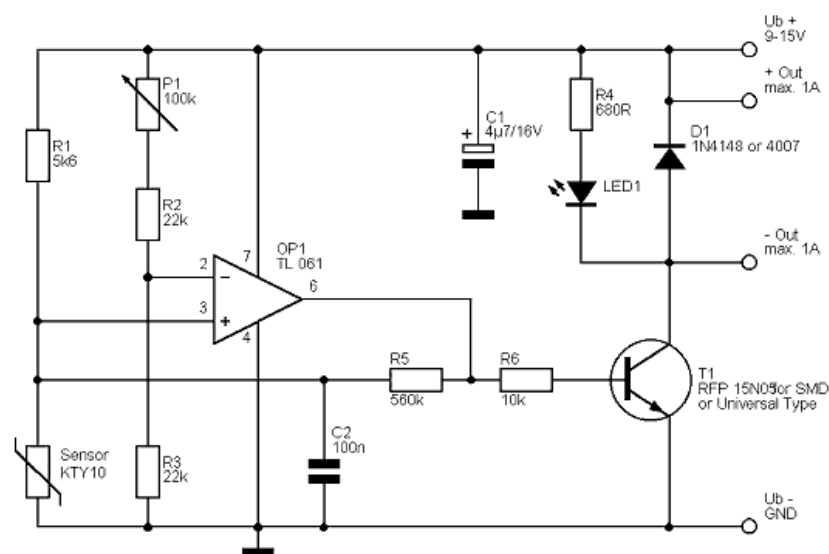 Ub +
9-15V
+ Out
max. 1A
P1
100k
R4
680R
C1
4µ7/16V
+
R1
5k6
D1
1N4148 or 4007
LED1
R2
22k
- Out
max. 1A
OP1
TL 061
2
7
6
-
3
+
4
R5
560k
R6
10k
T1
RFP 15N05 or SMD
or Universal Type
C2
100n
Sensor
KTY10
R3
22k
Ub -
GND